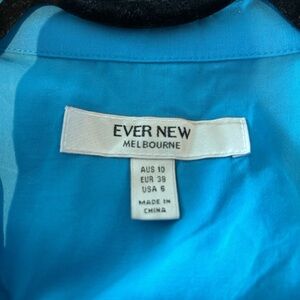 EVER NEW
MELBOURNE
AUS 10
EUR 38
USA 6
MADE IN
CHINA